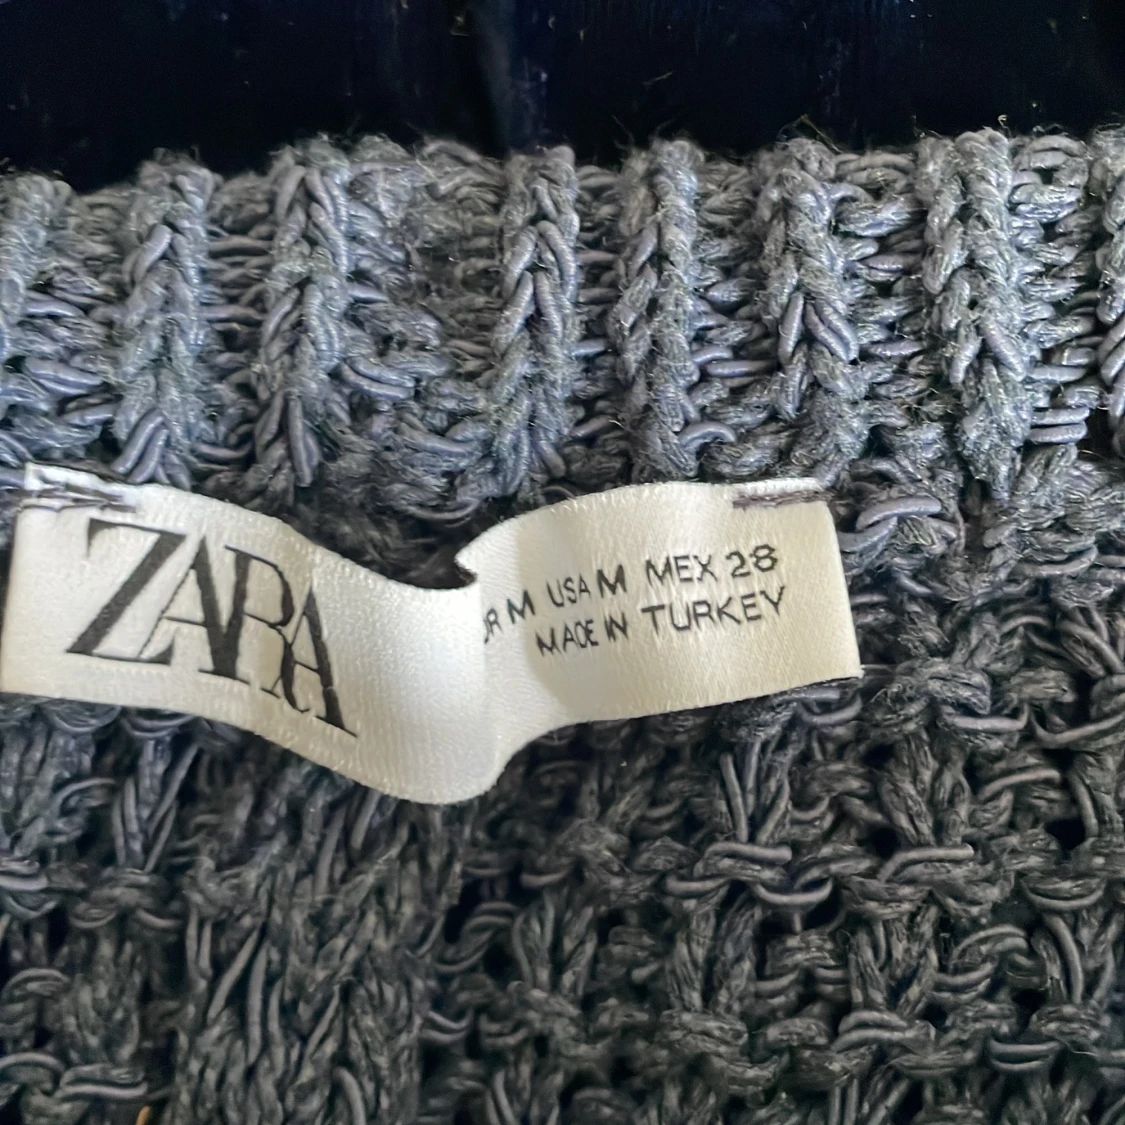 ZARA
USA M MEX 28
MADE IN TURKEY